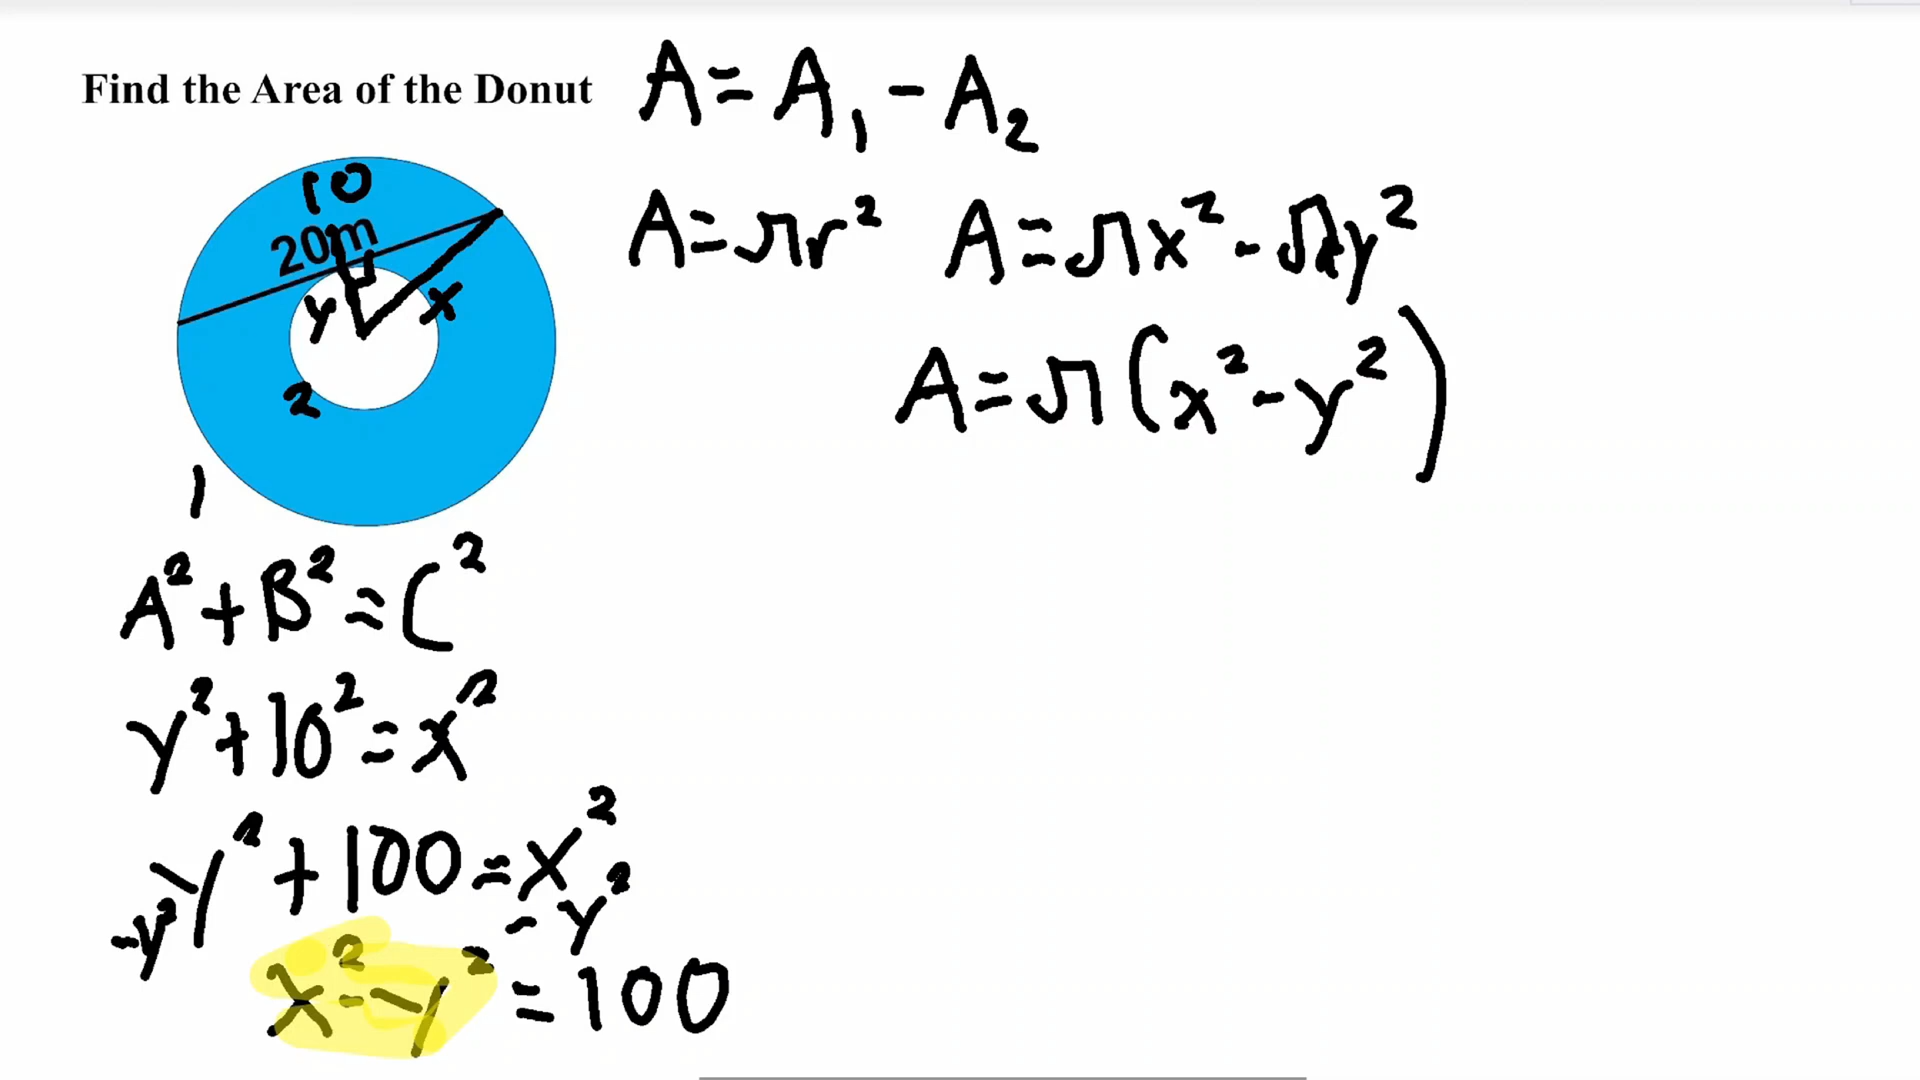 Find the Area of the Donut
A = A₁ - A₂
10
20m
y
x
2
1
A = πr²
A = πx² - πy²
A = π(x² - y²)
A² + B² = C²
y² + 10² = x²
y² + 100 = x²
-y²
- y²
x² - y² = 100